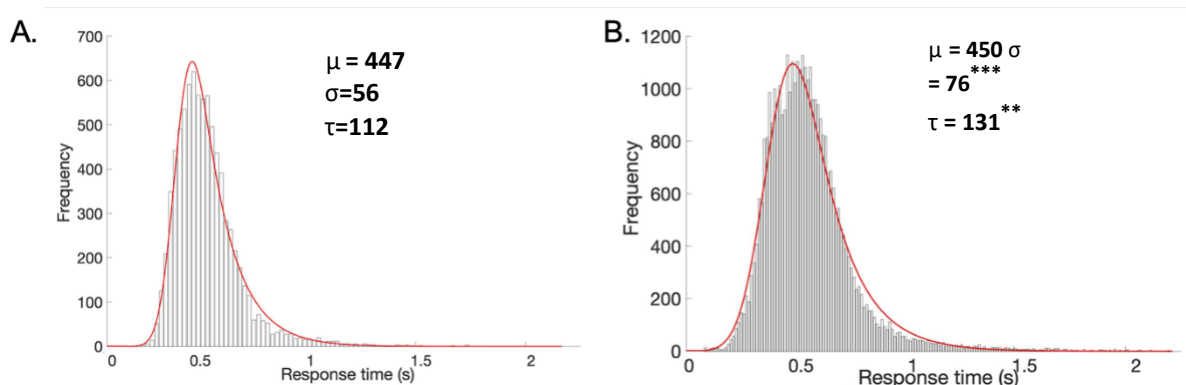 A.
700
600
500
400
300
200
100
0
Frequency
0 0.5 1 1.5 2
Response time (s)
μ = 447
σ=56
τ=112
B.
1200
1000
800
600
400
200
0
Frequency
0 0.5 1 1.5 2
Response time (s)
μ = 450 σ
= 76***
τ = 131**